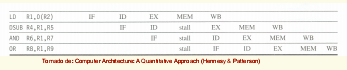 LD R1,0(R2) IF ID EX MEM WB
DSUB R4,R1,R5 IF ID stall EX MEM WB
AND R6,R1,R7 IF stall ID EX MEM WB
OR R8,R1,R9 stall IF ID EX MEM WB
Tomado de: Computer Architecture: A Quantitative Approach (Hennesy & Patterson)